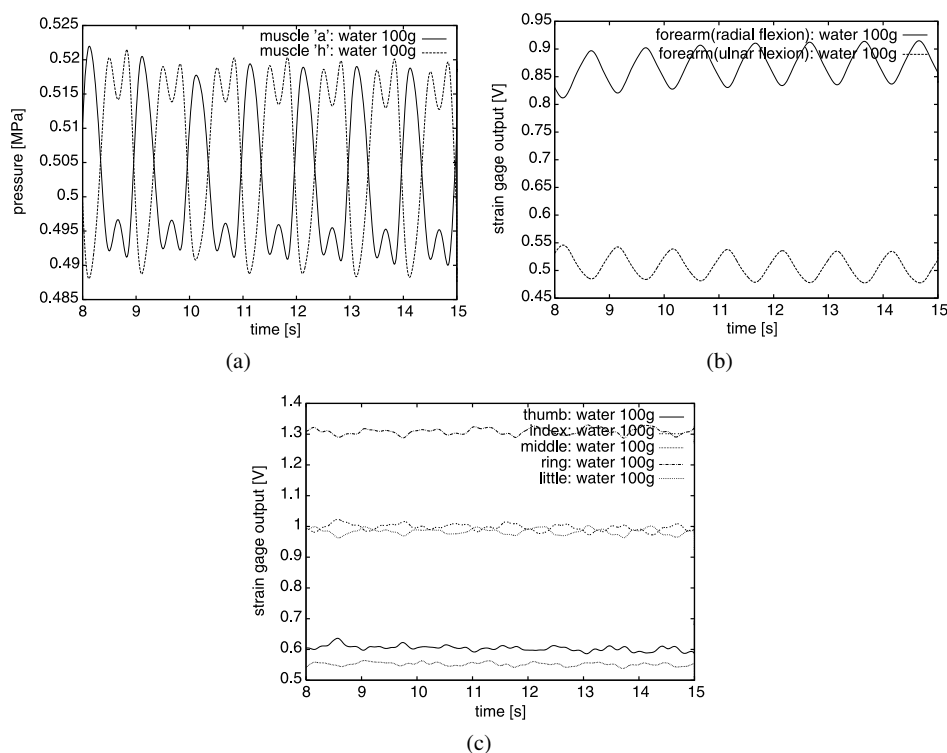 muscle 'a': water 100g
muscle 'h': water 100g
0.525
0.52
0.515
0.51
0.505
0.5
0.495
0.49
0.485
pressure [MPa]
8 9 10 11 12 13 14 15
time [s]
(a)
forearm(radial flexion): water 100g
forearm(ulnar flexion): water 100g
0.95
0.9
0.85
0.8
0.75
0.7
0.65
0.6
0.55
0.5
0.45
strain gage output [V]
8 9 10 11 12 13 14 15
time [s]
(b)
thumb: water 100g
index: water 100g
middle: water 100g
ring: water 100g
little: water 100g
1.4
1.3
1.2
1.1
1
0.9
0.8
0.7
0.6
0.5
strain gage output [V]
8 9 10 11 12 13 14 15
time [s]
(c)